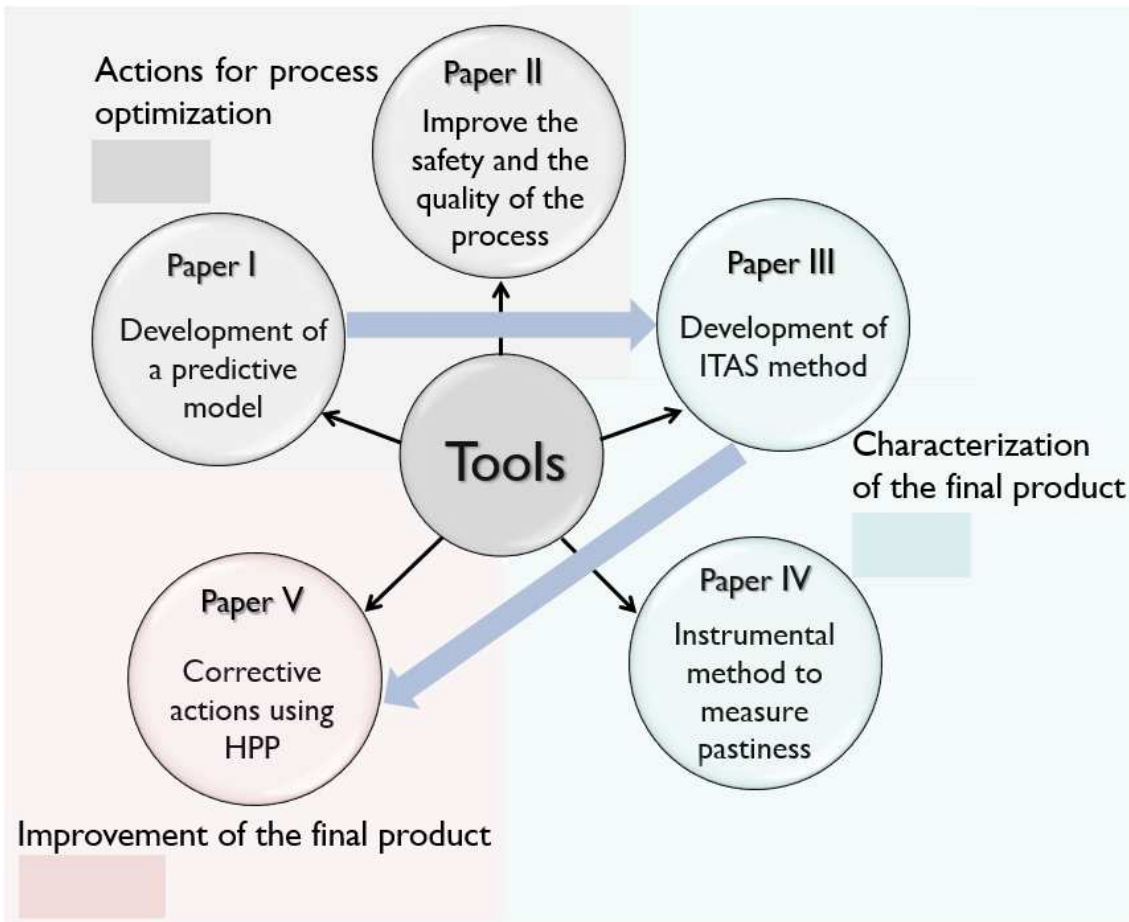 Actions for process
optimization
Paper II
Improve the
safety and the
quality of the
process
Paper I
Development of
a predictive
model
Paper III
Development of
ITAS method
Tools
Characterization
of the final product
Paper IV
Instrumental
method to
measure
pastiness
Paper V
Corrective
actions using
HPP
Improvement of the final product